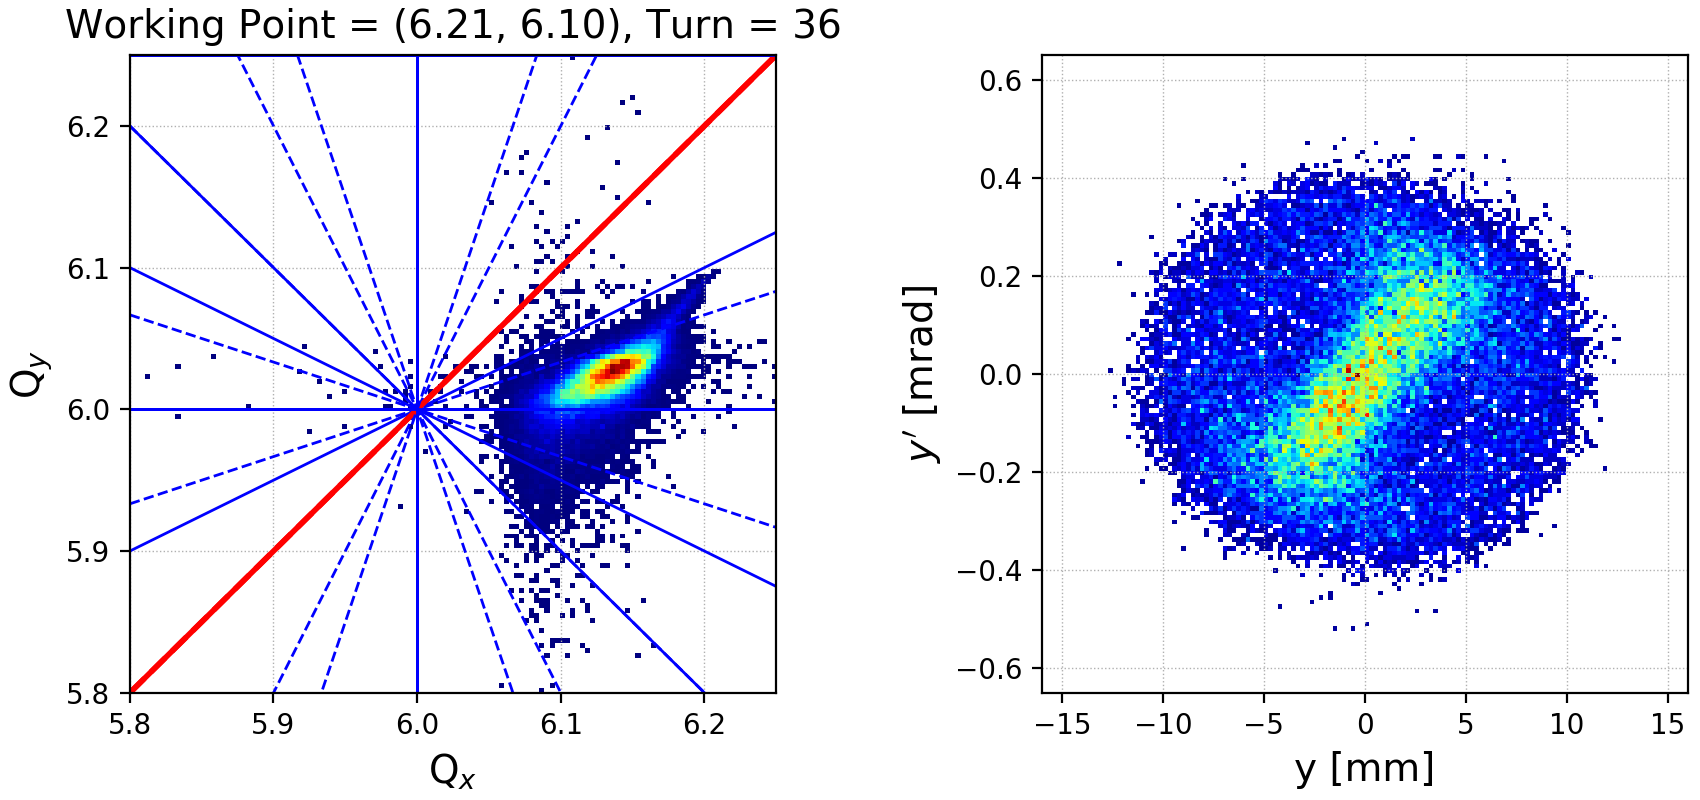 Working Point = (6.21, 6.10), Turn = 36
6.2
6.1
6.0
5.9
5.8
Qy
5.8 5.9 6.0 6.1 6.2
Qx
0.6
0.4
0.2
0.0
−0.2
−0.4
−0.6
y′ [mrad]
−15 −10 −5 0 5 10 15
y [mm]